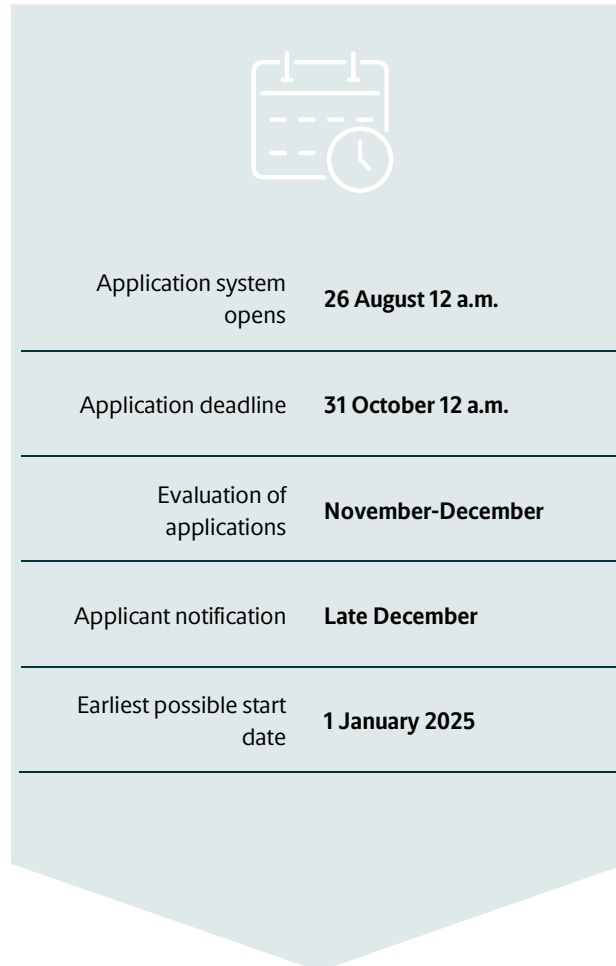 Application system
opens
26 August 12 a.m.
Application deadline
31 October 12 a.m.
Evaluation of
applications
November-December
Applicant notification
Late December
Earliest possible start
date
1 January 2025